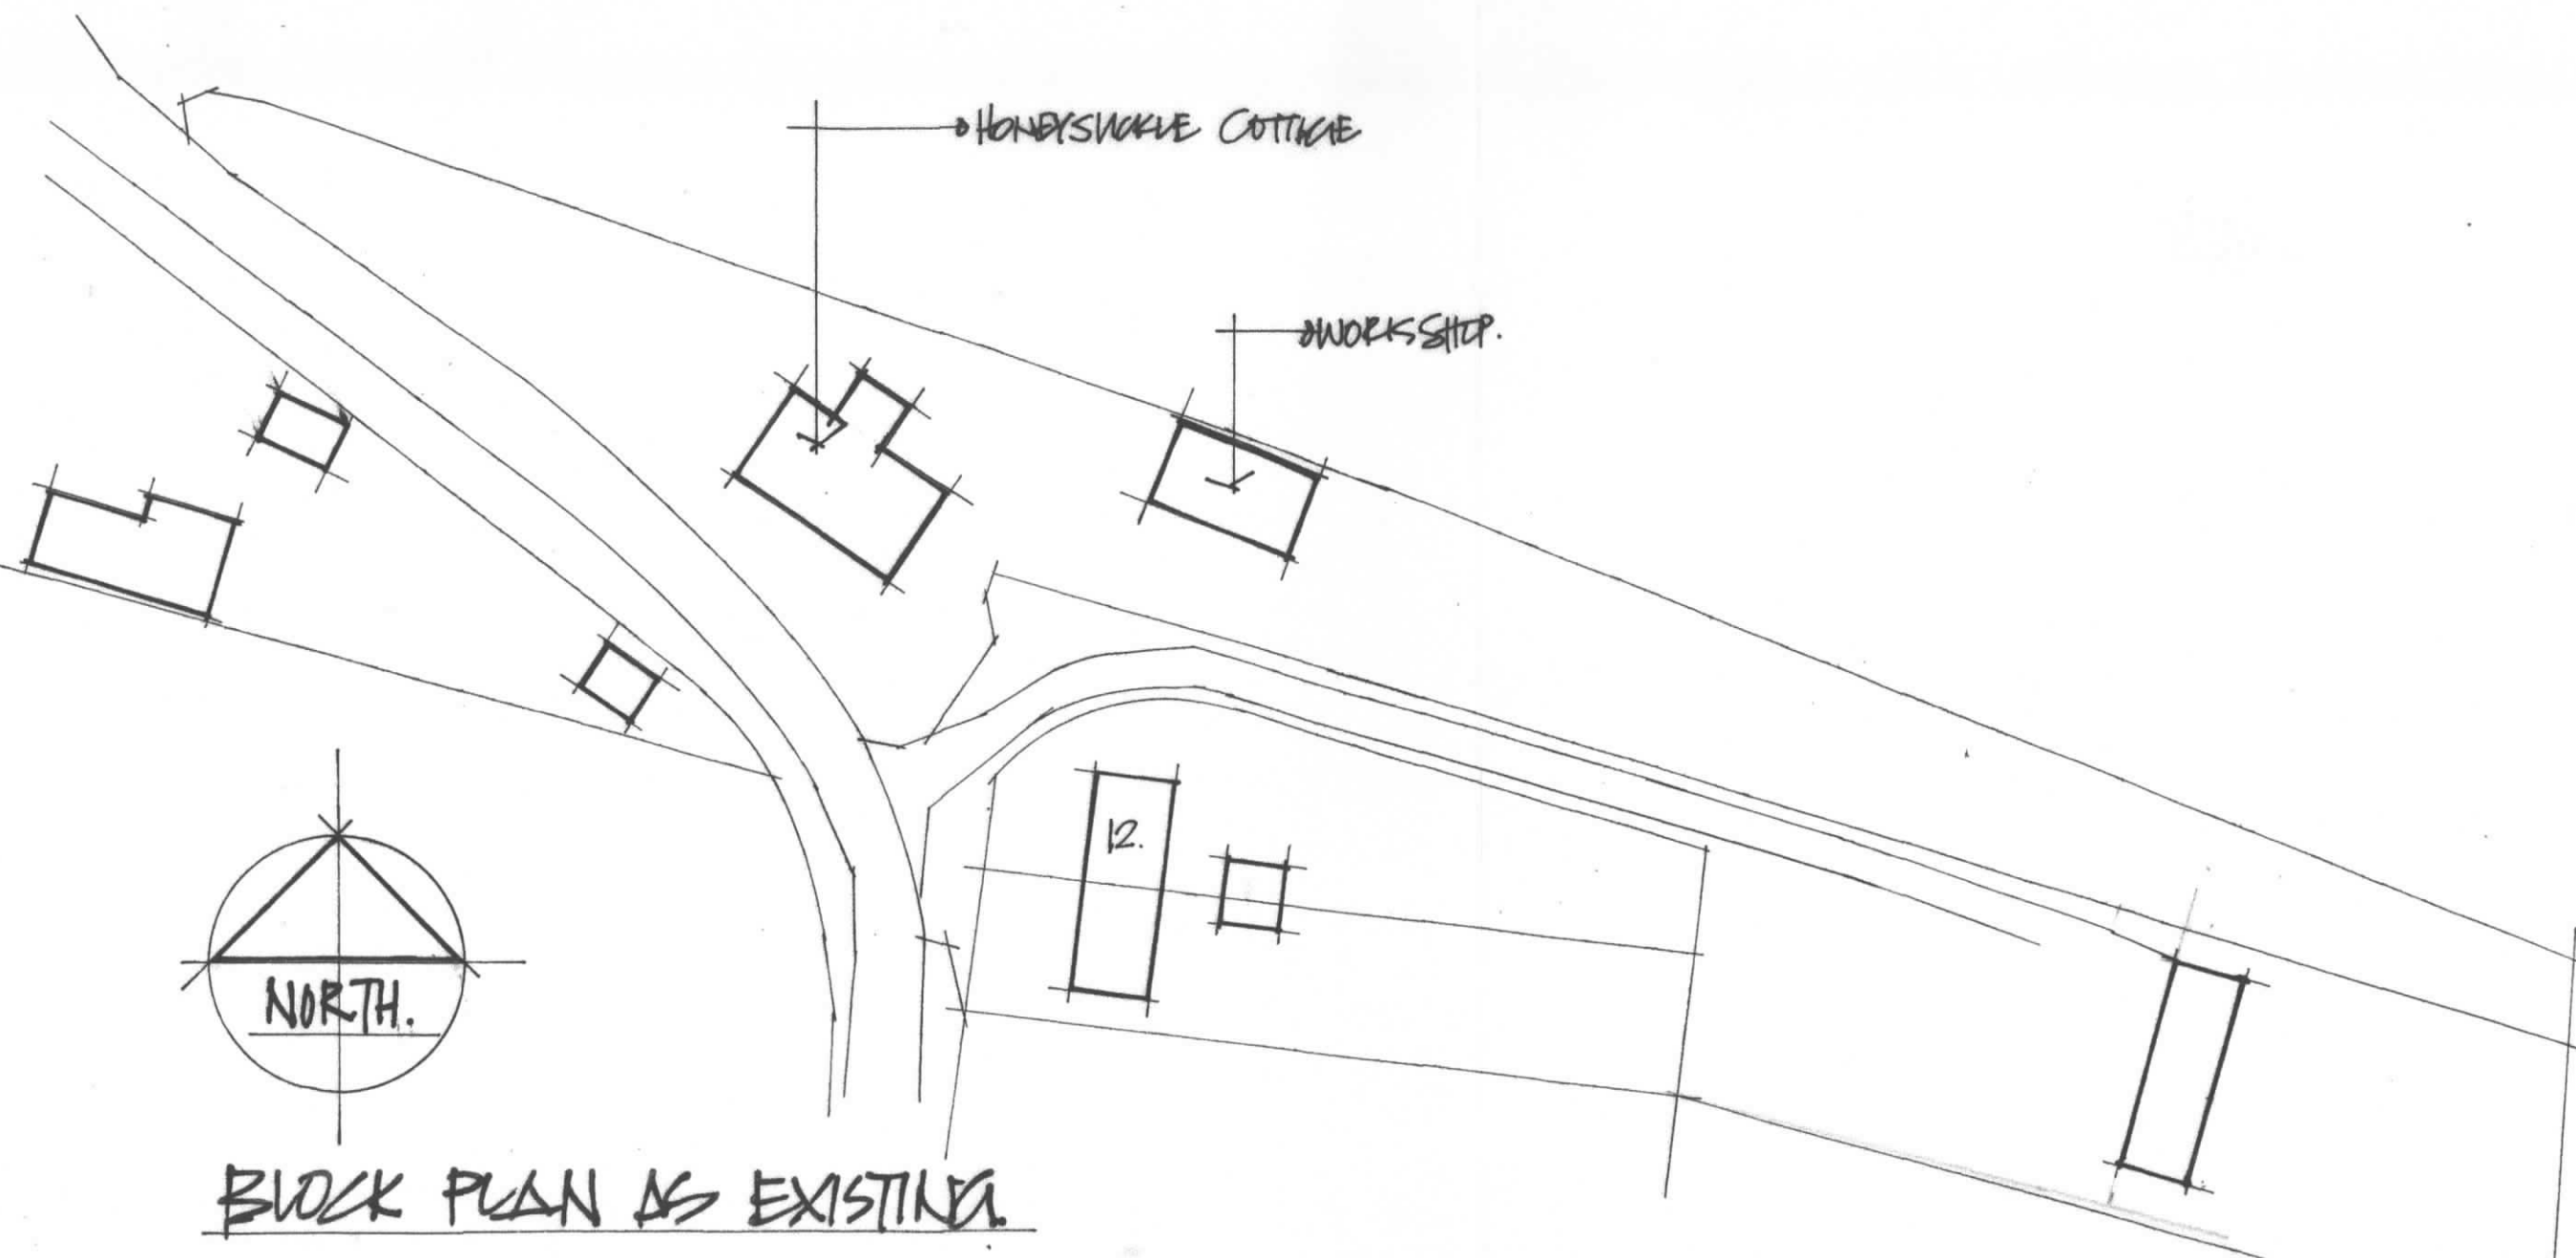 HONEYSUCKLE COTTAGE
WORKSHOP.
12.
NORTH.
BLOCK PLAN AS EXISTING.